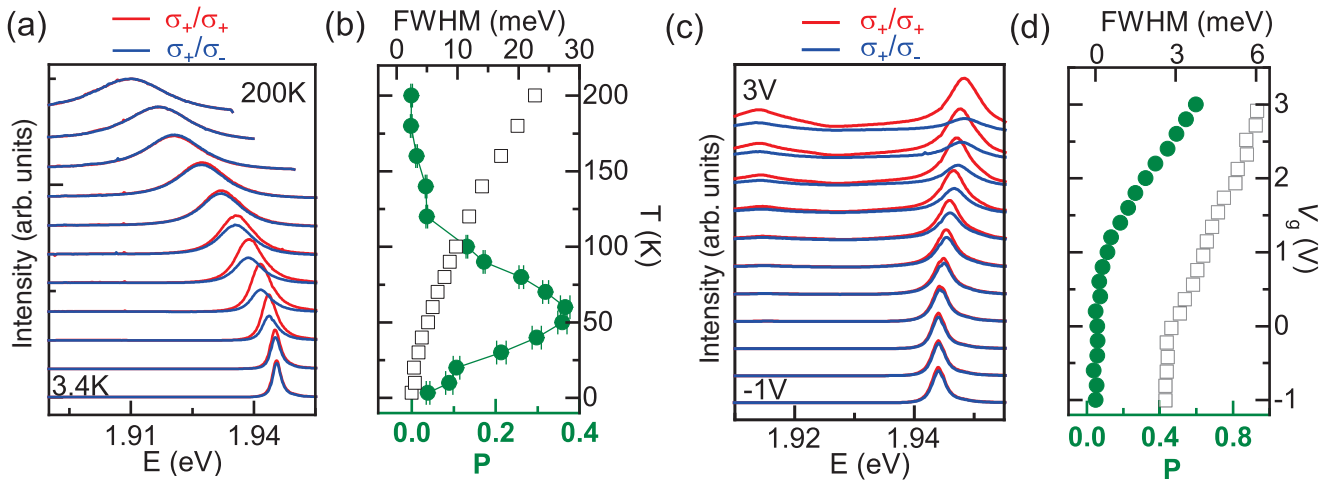 (a)
σ+/σ+
σ+/σ-
200K
3.4K
Intensity (arb. units)
1.91 1.94
E (eV)
(b)
FWHM (meV)
0 10 20 30
200
150
100
50
0
T (K)
0.0 0.2 0.4
P
(c)
σ+/σ+
σ+/σ-
3V
-1V
Intensity (arb. units)
1.92 1.94
E (eV)
(d)
FWHM (meV)
0 3 6
3
2
1
0
-1
Vg (V)
0.0 0.4 0.8
P